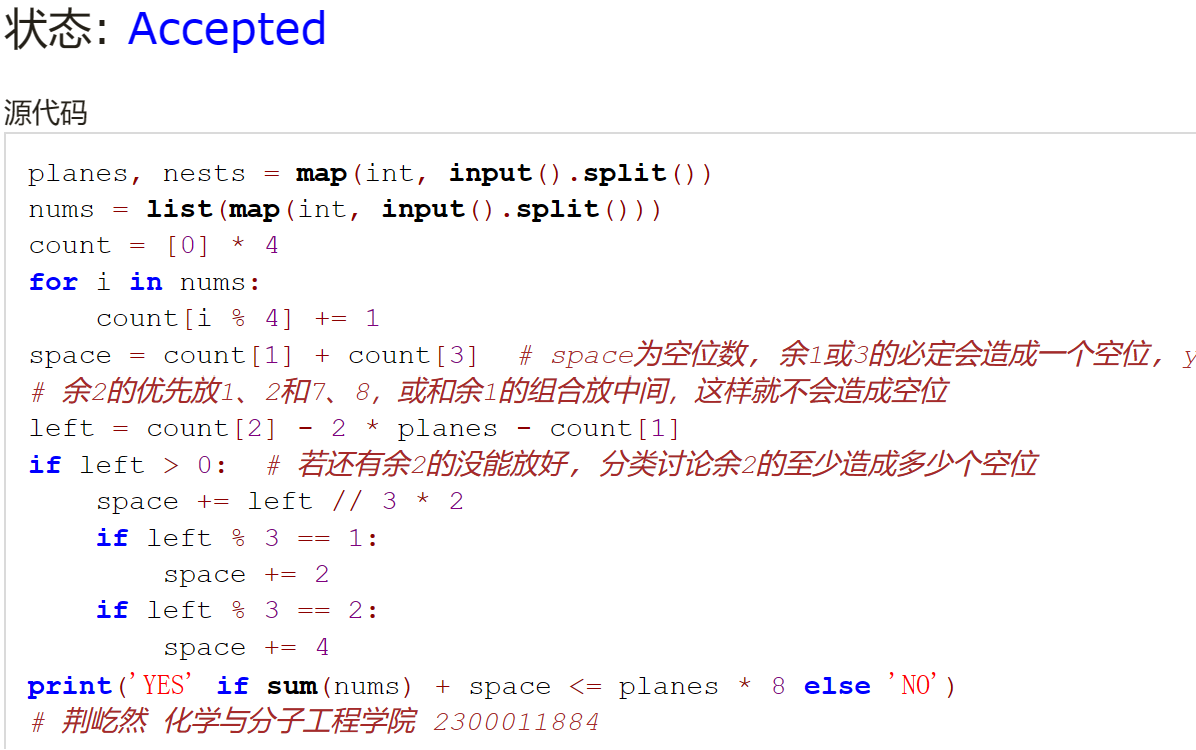 状态: Accepted
源代码
planes, nests = map(int, input().split())
nums = list(map(int, input().split()))
count = [0] * 4
for i in nums:
    count[i % 4] += 1
space = count[1] + count[3]  # space为空位数, 余1或3的必定会造成一个空位, y
# 余2的优先放1、2和7、8, 或和余1的组合放中间, 这样就不会造成空位
left = count[2] - 2 * planes - count[1]
if left > 0:  # 若还有余2的没能放好, 分类讨论余2的至少造成多少个空位
    space += left // 3 * 2
    if left % 3 == 1:
        space += 2
    if left % 3 == 2:
        space += 4
print('YES' if sum(nums) + space <= planes * 8 else 'NO')
# 荆屹然 化学与分子工程学院 2300011884